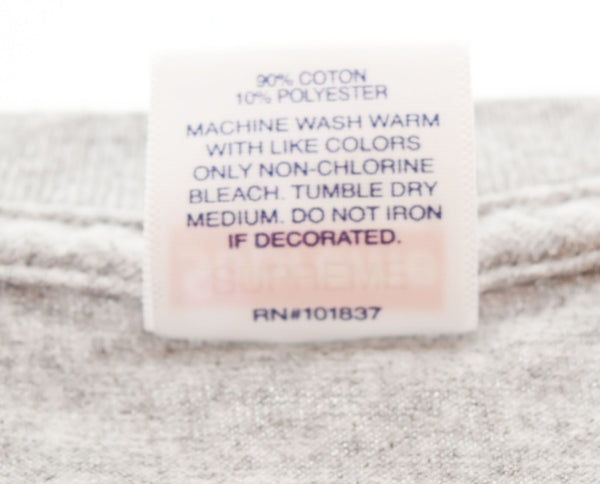 90% COTON
10% POLYESTER
MACHINE WASH WARM
WITH LIKE COLORS
ONLY NON-CHLORINE
BLEACH. TUMBLE DRY
MEDIUM. DO NOT IRON
IF DECORATED.
RN#101837